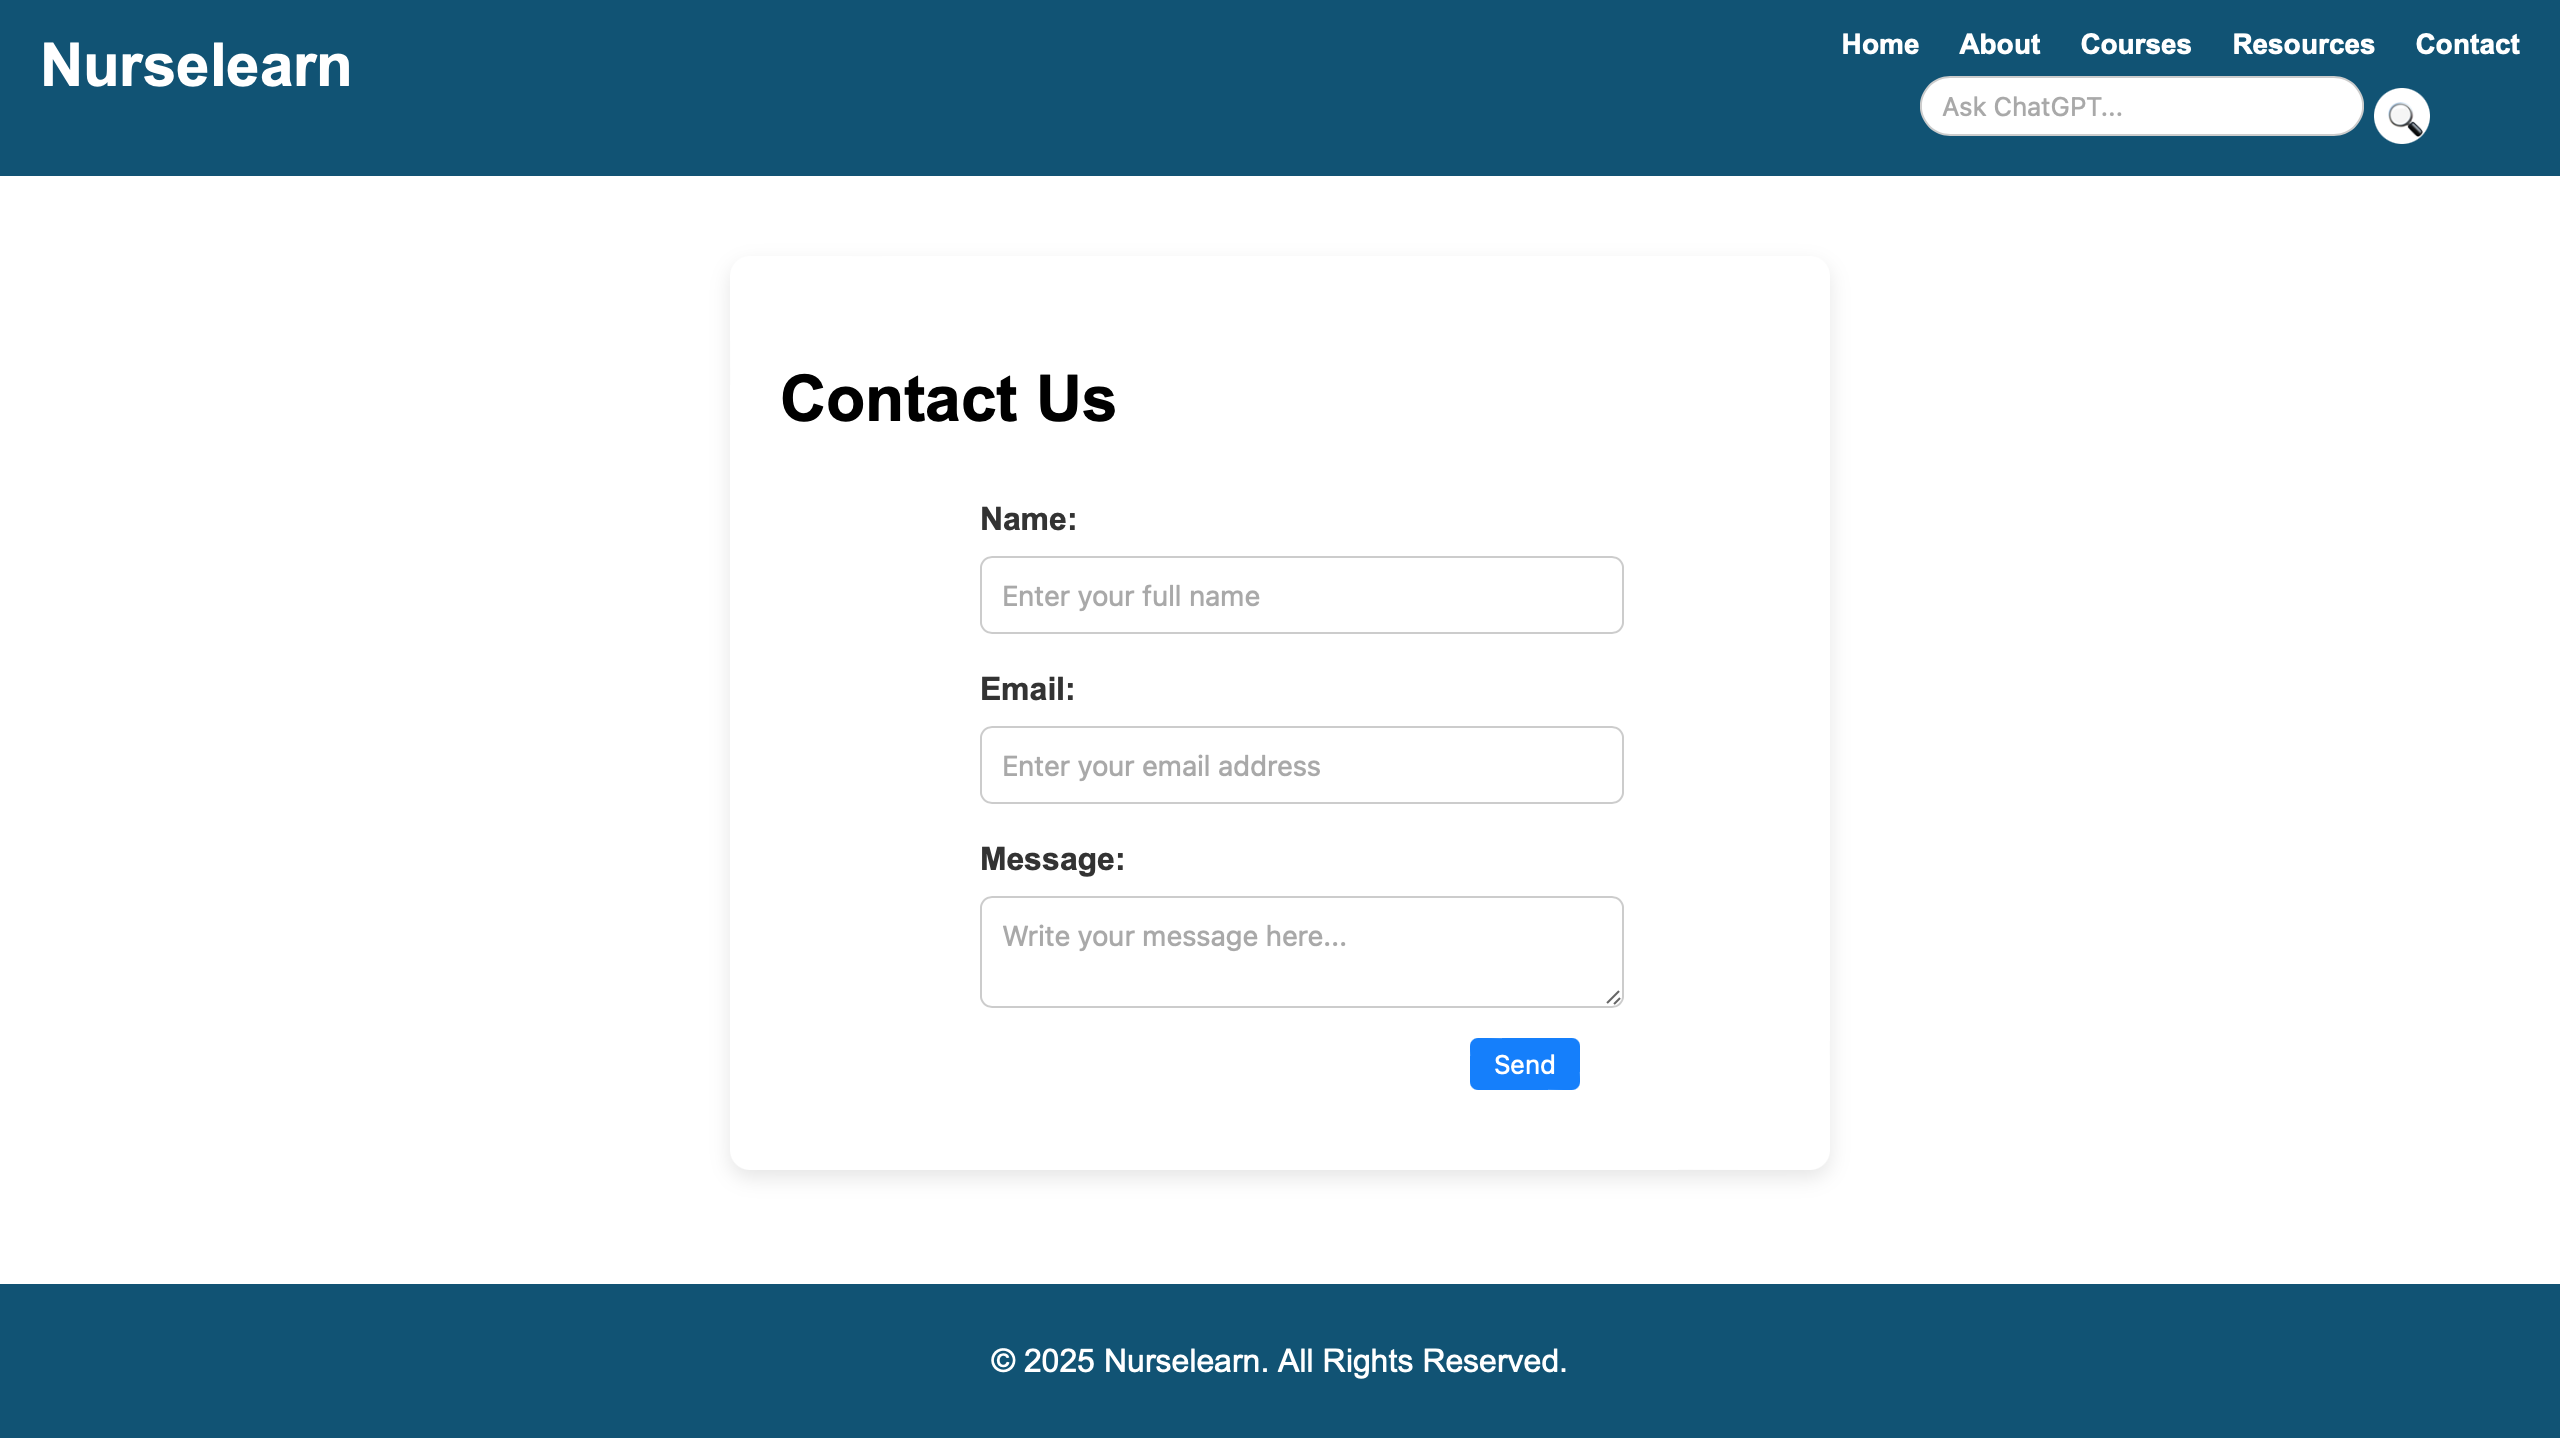 Nurselearn
Home About Courses Resources Contact
Ask ChatGPT...
Contact Us
Name:
Enter your full name
Email:
Enter your email address
Message:
Write your message here...
Send
© 2025 Nurselearn. All Rights Reserved.